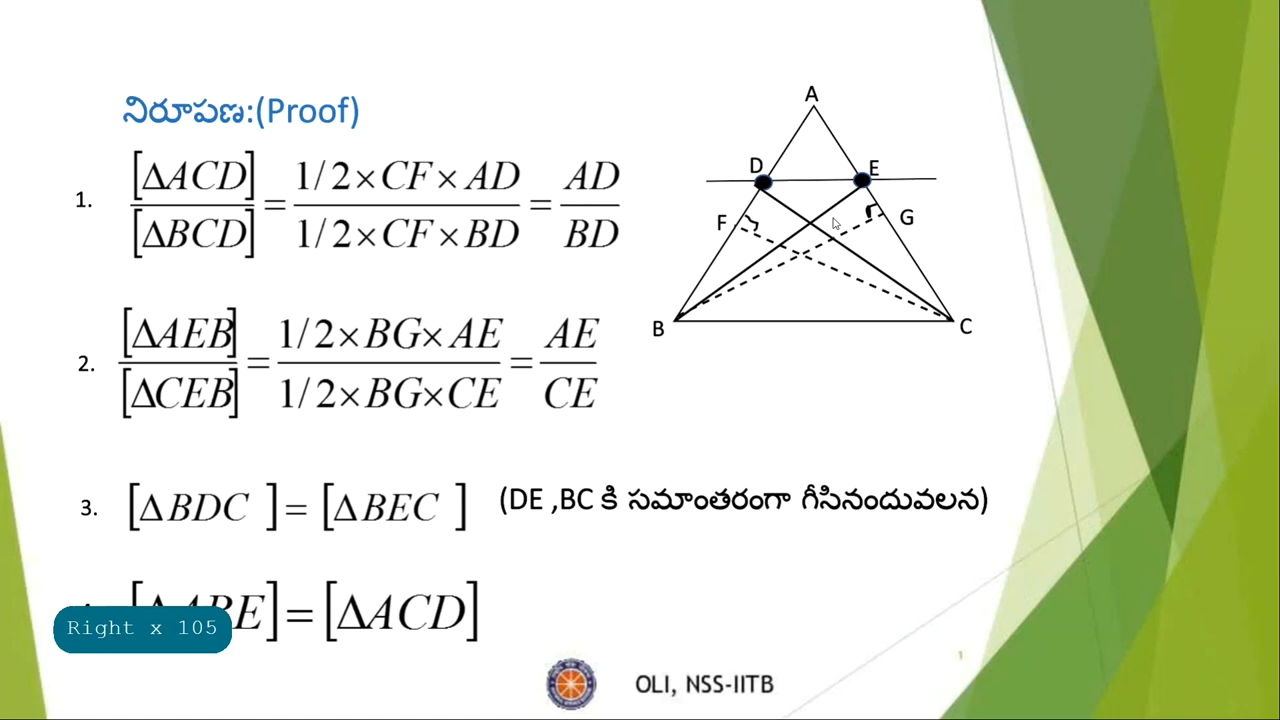 నిరూపణ:(Proof)
1. [ΔACD] / [ΔBCD] = 1/2×CF×AD / 1/2×CF×BD = AD / BD
2. [ΔAEB] / [ΔCEB] = 1/2×BG×AE / 1/2×BG×CE = AE / CE
3. [ΔBDC ] = [ΔBEC ] (DE ,BC కి సమాంతరంగా గీసినందువలన)
[ΔABE] = [ΔACD]
Right x 105
A
D E
F G
B C
OLI, NSS-IITB
1